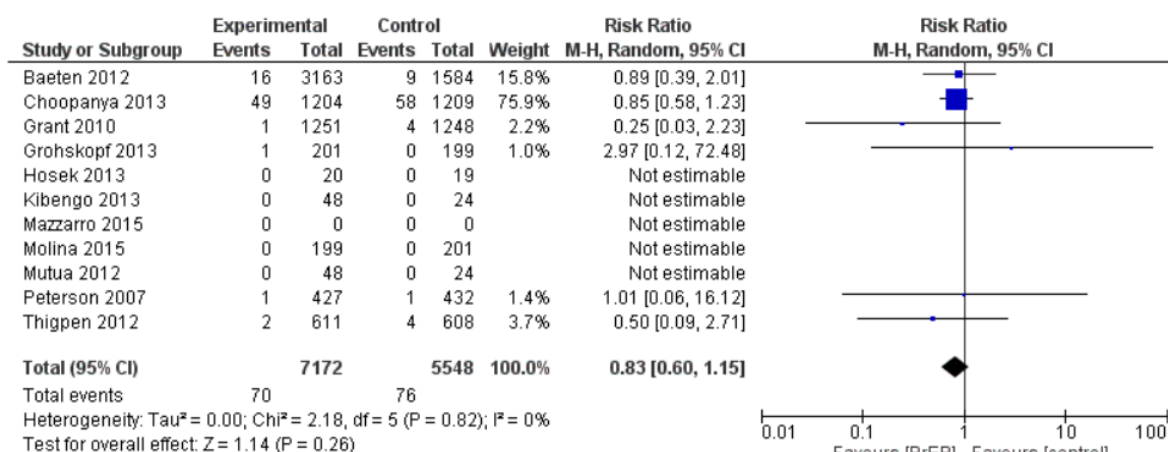 Experimental Control Risk Ratio Risk Ratio
Study or Subgroup Events Total Events Total Weight M-H, Random, 95% CI M-H, Random, 95% CI
Baeten 2012 16 3163 9 1584 15.8% 0.89 [0.39, 2.01]
Choopanya 2013 49 1204 58 1209 75.9% 0.85 [0.58, 1.23]
Grant 2010 1 1251 4 1248 2.2% 0.25 [0.03, 2.23]
Grohskopf 2013 1 201 0 199 1.0% 2.97 [0.12, 72.48]
Hosek 2013 0 20 0 19 Not estimable
Kibengo 2013 0 48 0 24 Not estimable
Mazzarro 2015 0 0 0 0 Not estimable
Molina 2015 0 199 0 201 Not estimable
Mutua 2012 0 48 0 24 Not estimable
Peterson 2007 1 427 1 432 1.4% 1.01 [0.06, 16.12]
Thigpen 2012 2 611 4 608 3.7% 0.50 [0.09, 2.71]
Total (95% CI) 7172 5548 100.0% 0.83 [0.60, 1.15]
Total events 70 76
Heterogeneity: Tau² = 0.00; Chi² = 2.18, df = 5 (P = 0.82); I² = 0%
Test for overall effect: Z = 1.14 (P = 0.26)
0.01 0.1 1 10 100
Favours [PrEP] Favours [control]